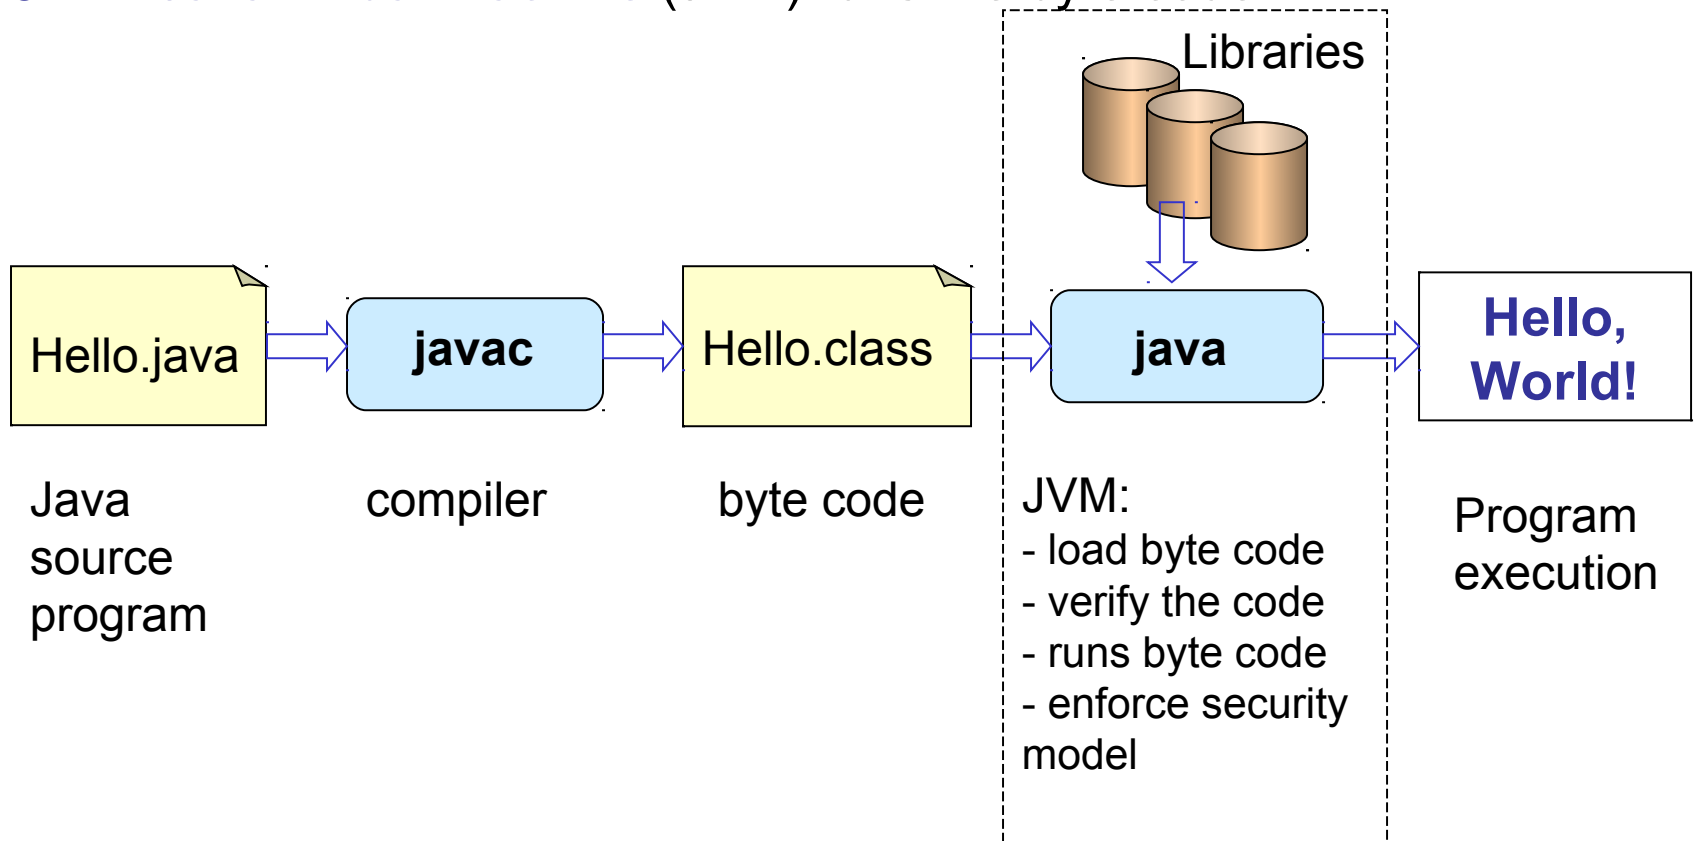 Libraries
Hello.java
javac
Hello.class
java
Hello,
World!
Java
source
program
compiler
byte code
JVM:
- load byte code
- verify the code
- runs byte code
- enforce security
model
Program
execution